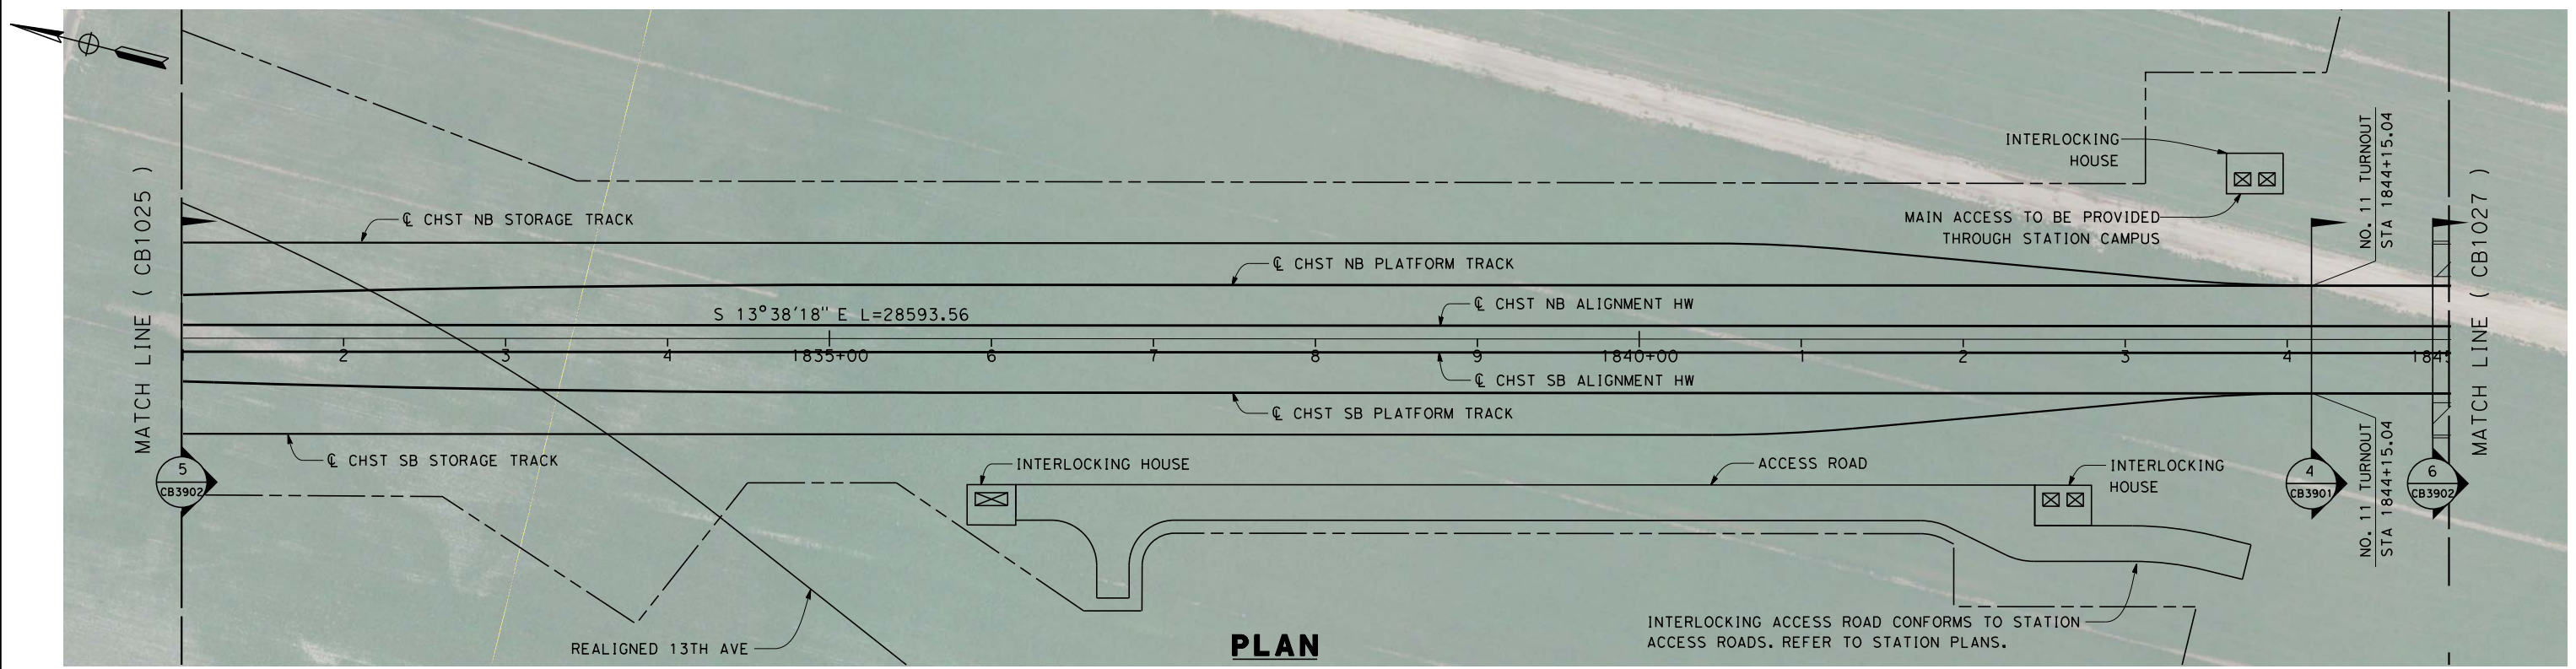 MATCH LINE ( CB1025 )
INTERLOCKING
HOUSE
NO. 11 TURNOUT
STA 1844+15.04
MATCH LINE ( CB1027 )
℄ CHST NB STORAGE TRACK
MAIN ACCESS TO BE PROVIDED
THROUGH STATION CAMPUS
℄ CHST NB PLATFORM TRACK
℄ CHST NB ALIGNMENT HW
S 13°38'18" E L=28593.56
2 3 4 1835+00 6 7 8 9 1840+00 1 2 3 4 1845
℄ CHST SB ALIGNMENT HW
℄ CHST SB PLATFORM TRACK
℄ CHST SB STORAGE TRACK
5
CB3902
INTERLOCKING HOUSE
ACCESS ROAD
INTERLOCKING
HOUSE
4
CB3901
NO. 11 TURNOUT
STA 1844+15.04
6
CB3902
REALIGNED 13TH AVE
INTERLOCKING ACCESS ROAD CONFORMS TO STATION
ACCESS ROADS. REFER TO STATION PLANS.
PLAN